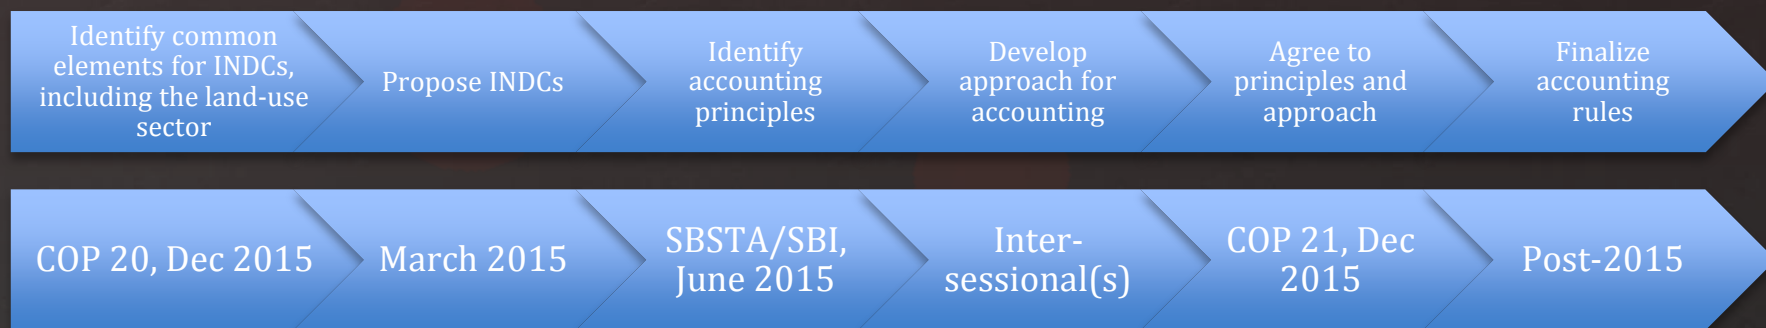 Identify common
elements for INDCs,
including the land-use
sector
Propose INDCs
Identify
accounting
principles
Develop
approach for
accounting
Agree to
principles and
approach
Finalize
accounting
rules
COP 20, Dec 2015
March 2015
SBSTA/SBI,
June 2015
Inter-
sessional(s)
COP 21, Dec
2015
Post-2015